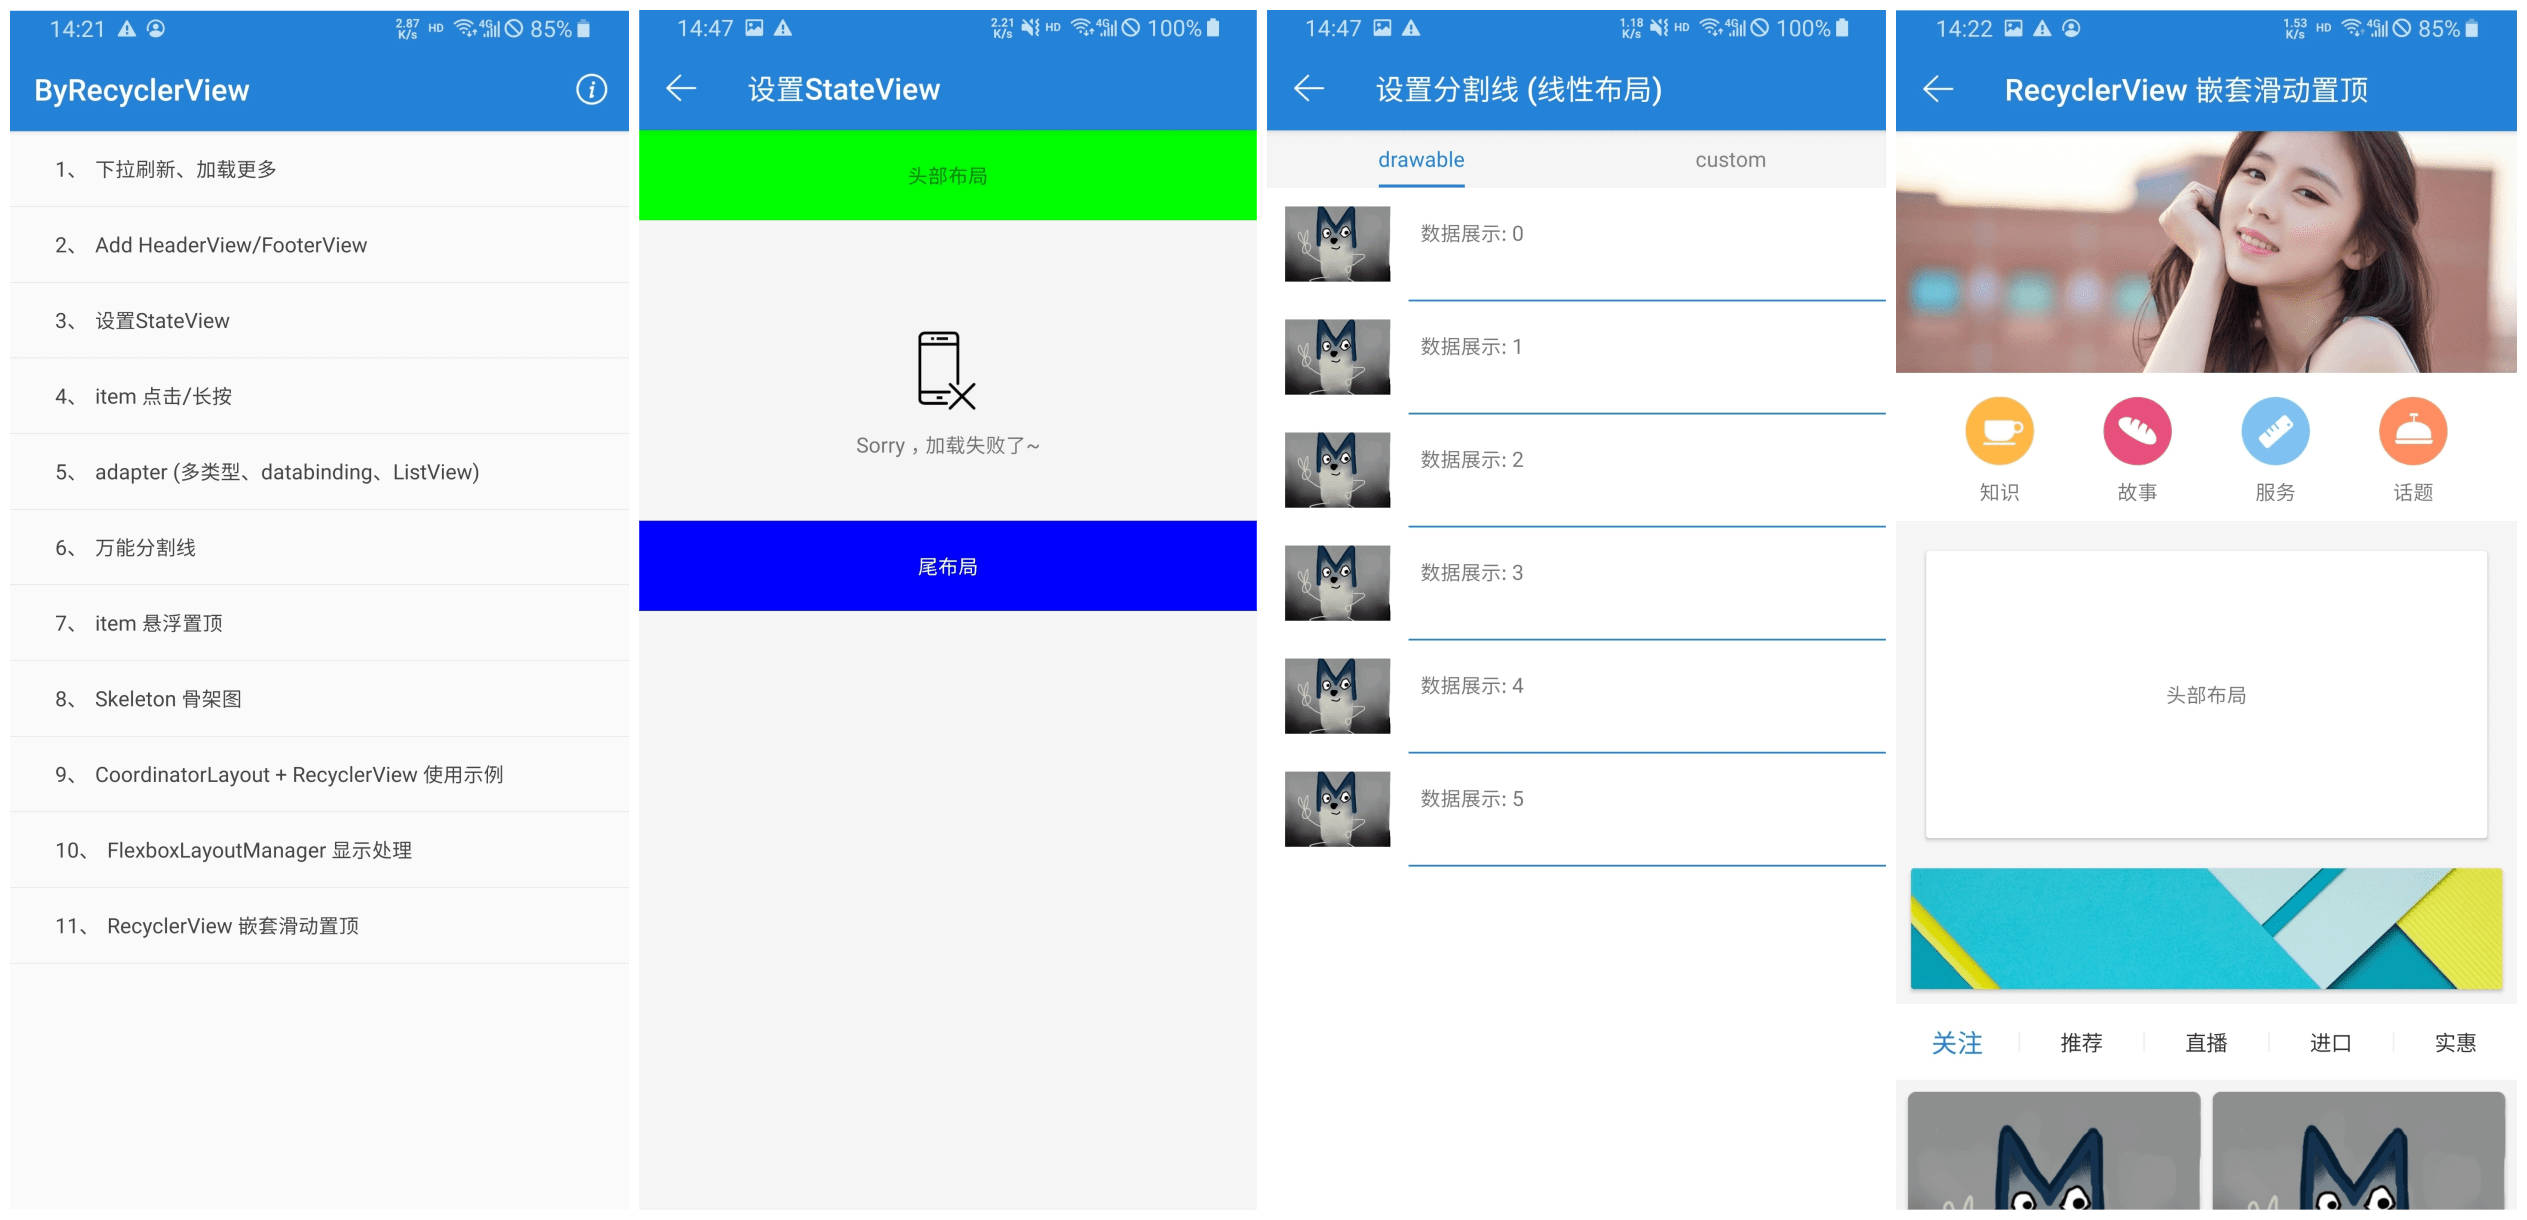 14:21 2.87 K/s HD 4G 85%
ByRecyclerView
1、 下拉刷新、加载更多
2、 Add HeaderView/FooterView
3、 设置StateView
4、 item 点击/长按
5、 adapter (多类型、databinding、ListView)
6、 万能分割线
7、 item 悬浮置顶
8、 Skeleton 骨架图
9、 CoordinatorLayout + RecyclerView 使用示例
10、 FlexboxLayoutManager 显示处理
11、 RecyclerView 嵌套滑动置顶
14:47 2.21 K/s HD 4G 100%
设置StateView
头部布局
Sorry，加载失败了~
尾布局
14:47 1.18 K/s HD 4G 100%
设置分割线 (线性布局)
drawable custom
数据展示: 0
数据展示: 1
数据展示: 2
数据展示: 3
数据展示: 4
数据展示: 5
14:22 1.53 K/s HD 4G 85%
RecyclerView 嵌套滑动置顶
知识 故事 服务 话题
头部布局
关注 推荐 直播 进口 实惠